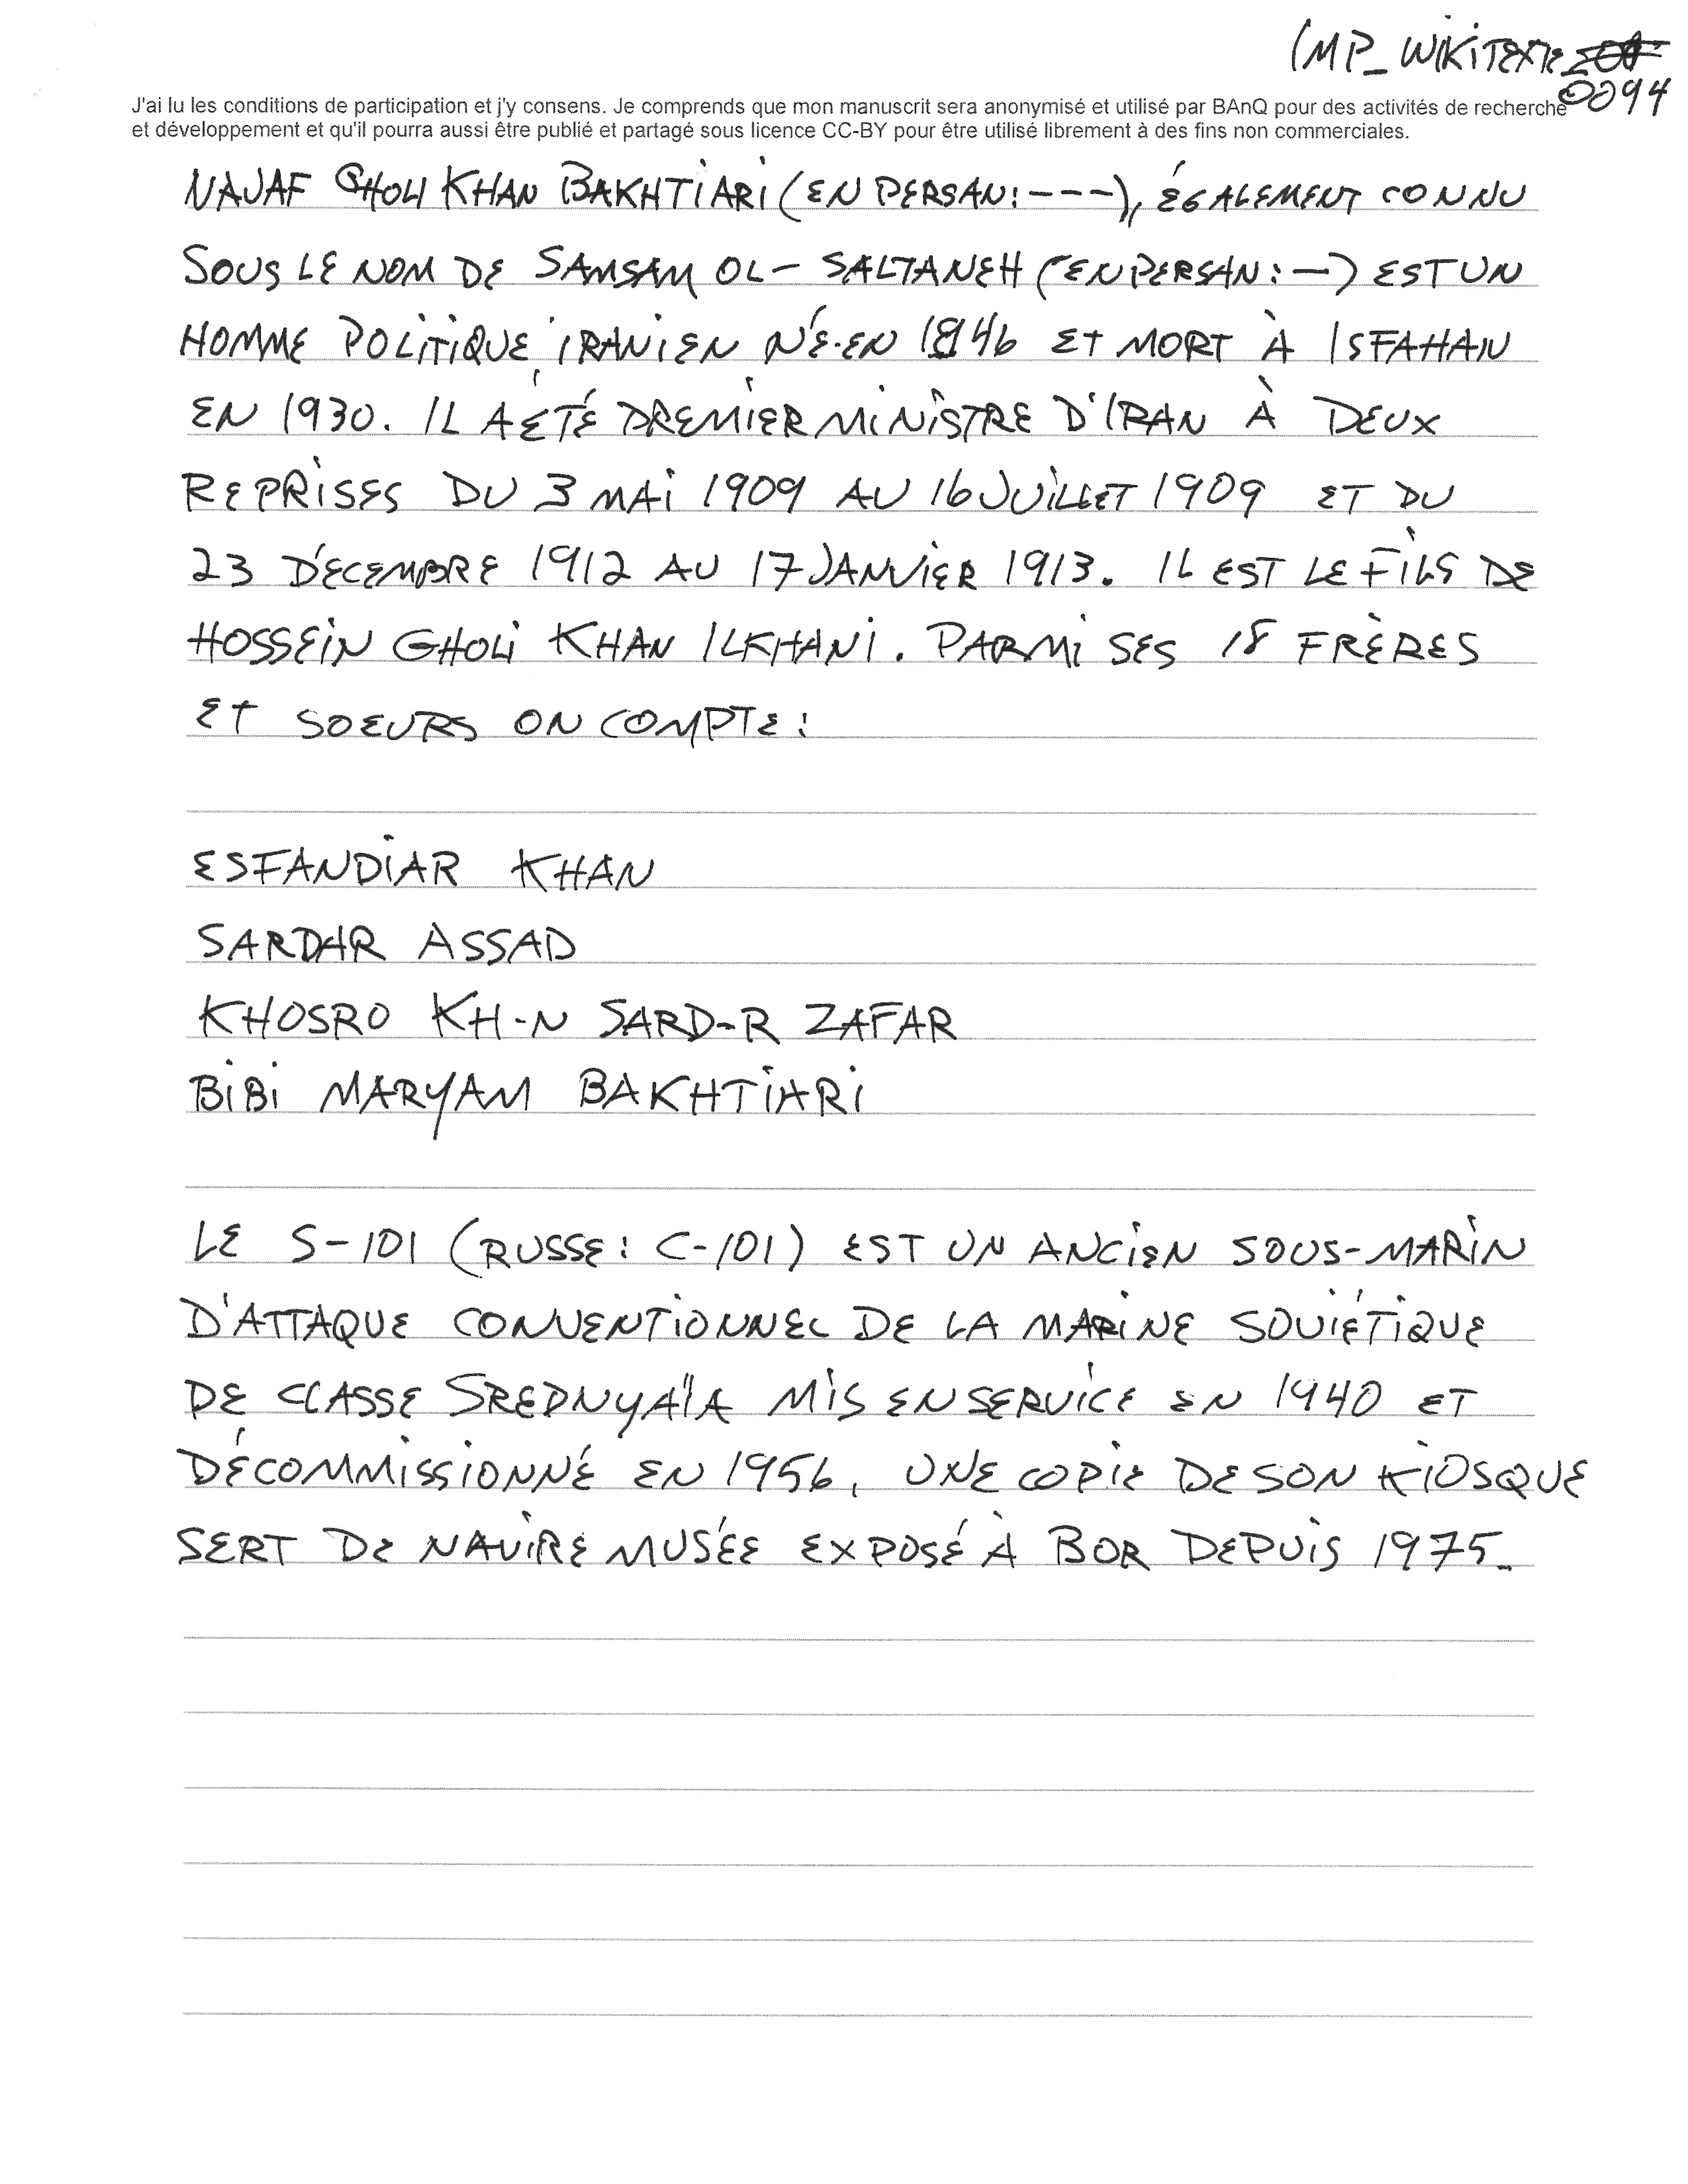 IMP_WIKITEXTE
0094
J'ai lu les conditions de participation et j'y consens. Je comprends que mon manuscrit sera anonymisé et utilisé par BAnQ pour des activités de recherche
et développement et qu'il pourra aussi être publié et partagé sous licence CC-BY pour être utilisé librement à des fins non commerciales.
NAJAF GHOLI KHAN BAKHTIARI (EN PERSAN: ---), ÉGALEMENT CONNU
SOUS LE NOM DE SAMSAM OL- SALTANEH (EN PERSAN: -) EST UN
HOMME POLITIQUE IRANIEN NÉ EN 1846 ET MORT À ISFAHAN
EN 1930. IL A ÉTÉ PREMIER MINISTRE D'IRAN À DEUX
REPRISES DU 3 MAI 1909 AU 16 JUILLET 1909 ET DU
23 DÉCEMBRE 1912 AU 17 JANVIER 1913. IL EST LE FILS DE
HOSSEIN GHOLI KHAN ILKHANI. PARMI SES 18 FRÈRES
ET SOEURS ON COMPTE:
ESFANDIAR KHAN
SARDAR ASSAD
KHOSRO KH-N SARD-R ZAFAR
BIBI MARYAM BAKHTIARI
LE S-101 (RUSSE: C-101) EST UN ANCIEN SOUS-MARIN
D'ATTAQUE CONVENTIONNEL DE LA MARINE SOVIÉTIQUE
DE CLASSE SREDNYAÏA MIS EN SERVICE EN 1940 ET
DÉCOMMISSIONNÉ EN 1956, UNE COPIE DE SON KIOSQUE
SERT DE NAVIRE MUSÉE EXPOSÉ À BOR DEPUIS 1975.